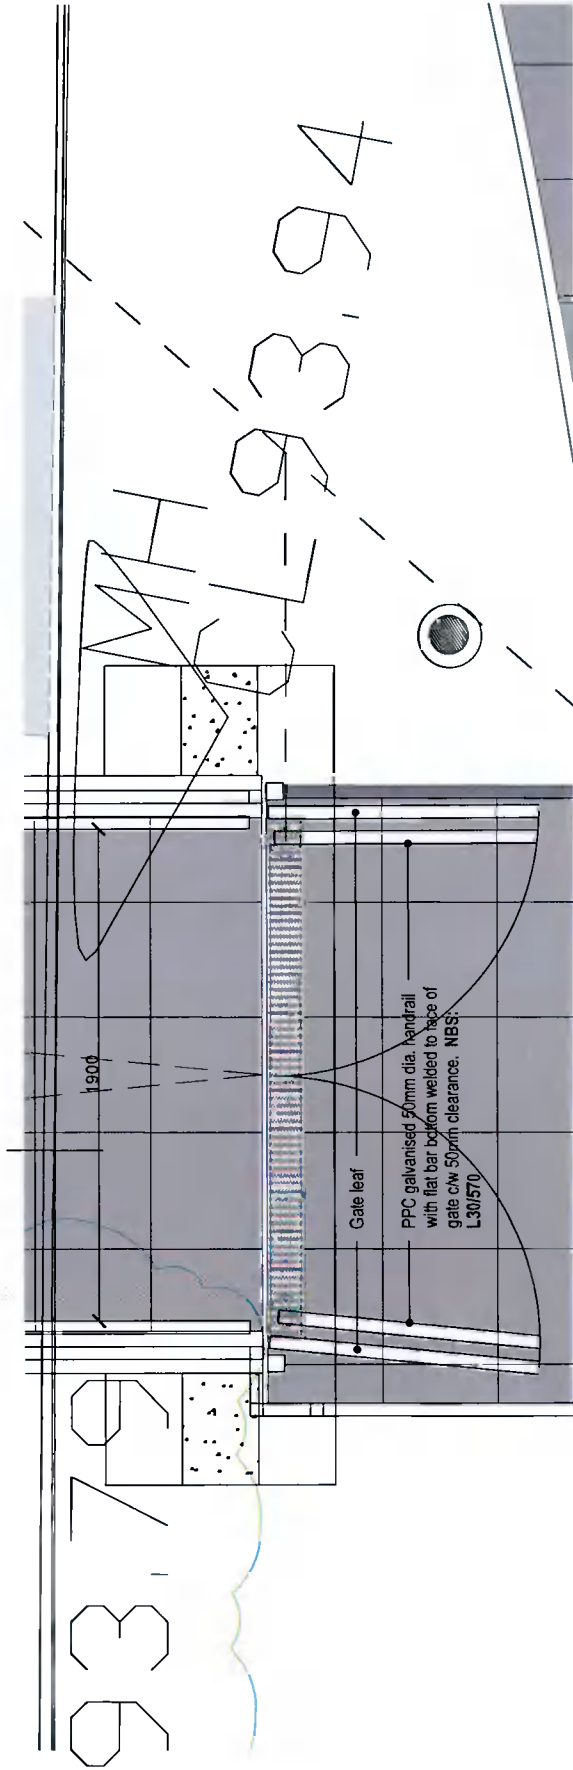 93.79
1900
MH
CL 93.94
Gate leaf
PPC galvanised 50mm dia. handrail
with flat bar bottom welded to face of
gate c/w 50mm clearance. NBS:
L30/570